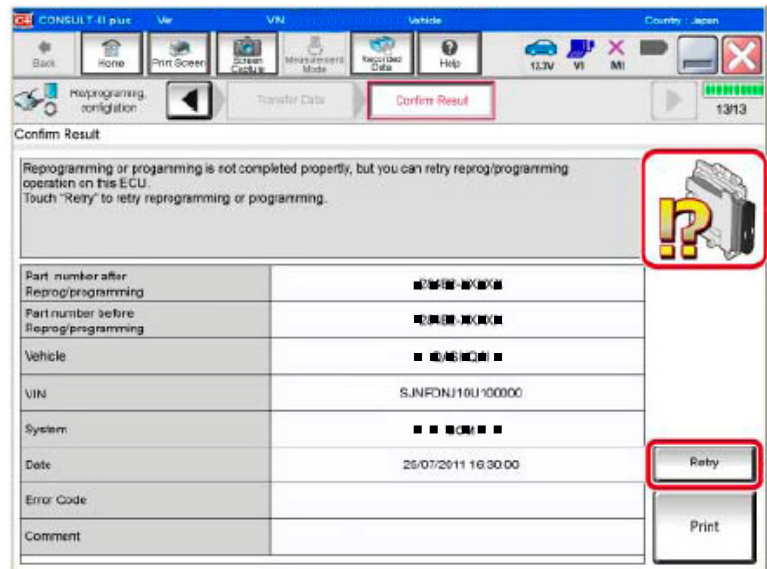 CONSULT-III plus Ver VIN Vehicle Country : Japan
Back Home Print Screen Screen Capture Measurement Mode Recorded Data Help 12.3V VI MI
Re/programming, configlation Transfer Data Confirm Result 13/13
Confirm Result
Reprogramming or progamming is not completed propertly, but you can retry reprog/programming
operation on this ECU.
Touch "Retry" to retry reprogramming or programming.
Part number after
Reprog/programming
Part number before
Reprog/programming
Vehicle
VIN SJNFDNJ10U100000
System
Date 26/07/2011 16:30:00
Retry
Error Code
Comment
Print